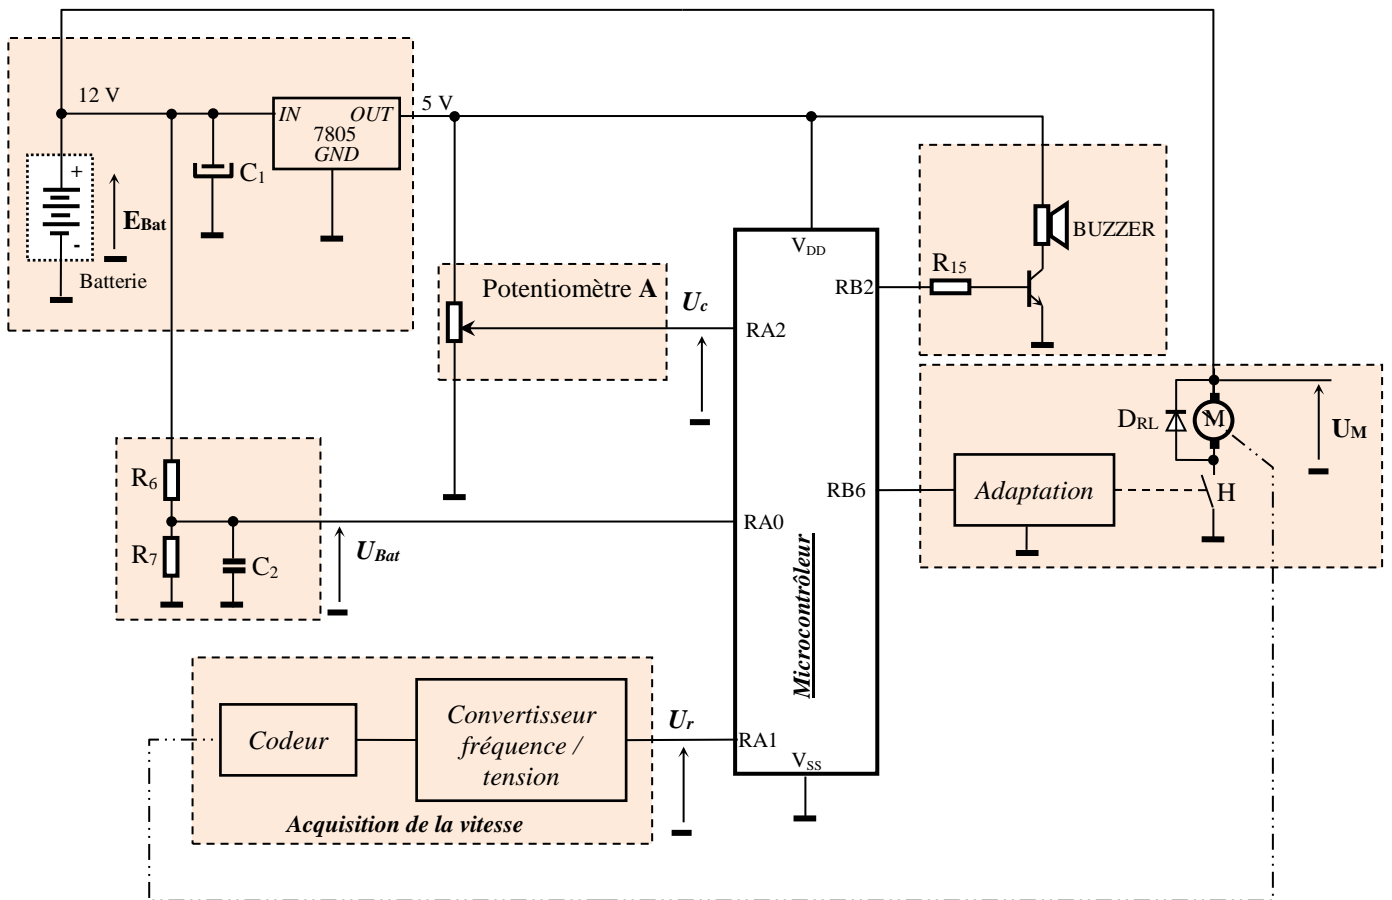 12 V
IN OUT
7805
GND
5 V
C1
+
EBat
-
Batterie
Potentiomètre A
Uc
VDD
RB2
R15
BUZZER
RA2
DRL
M
UM
R6
R7
C2
UBat
RA0
RB6
Adaptation
H
Microcontrôleur
Codeur
Convertisseur
fréquence /
tension
Ur
RA1
VSS
Acquisition de la vitesse